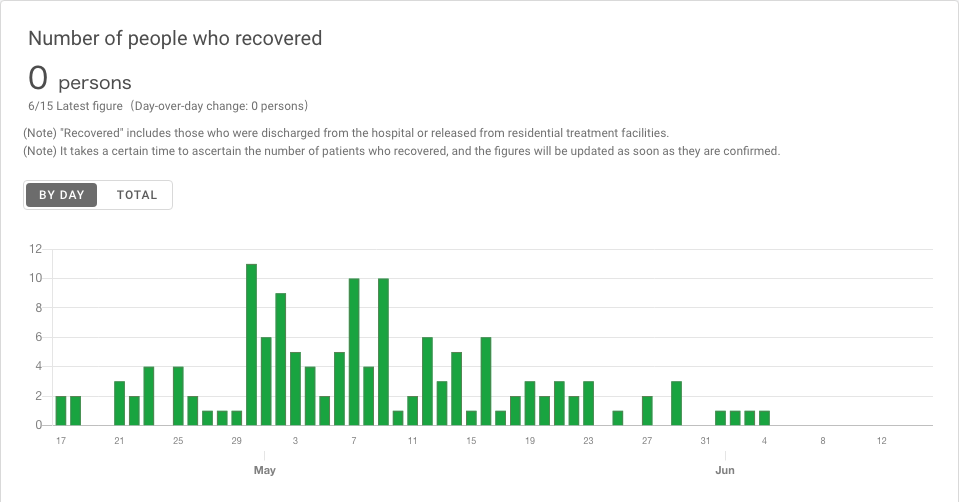 Number of people who recovered
0 persons
6/15 Latest figure（Day-over-day change: 0 persons）
(Note) "Recovered" includes those who were discharged from the hospital or released from residential treatment facilities.
(Note) It takes a certain time to ascertain the number of patients who recovered, and the figures will be updated as soon as they are confirmed.
BY DAY TOTAL
12
10
8
6
4
2
0
17 21 25 29 3 7 11 15 19 23 27 31 4 8 12
May Jun